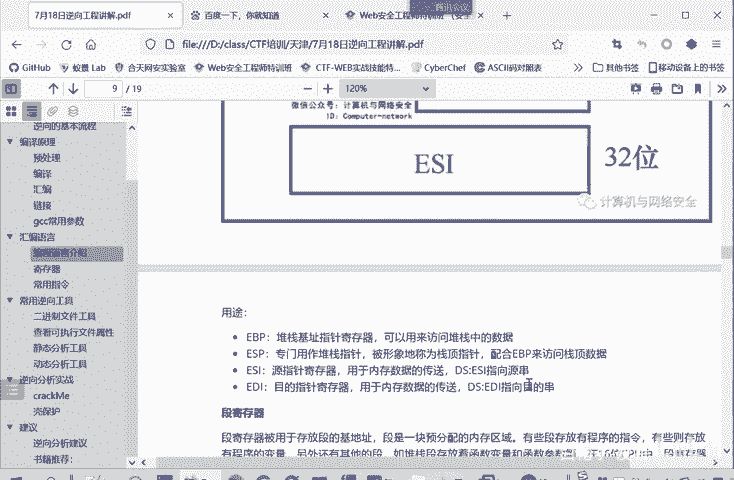 腾讯会议
7月18日逆向工程讲解.pdf
百度一下，你就知道
Web安全工程师特训班 （安全
file:///D:/class/CTF培训/天津/7月18日逆向工程讲解.pdf
GitHub
蚁景 Lab
合天网安实验室
Web安全工程师特训班
CTF-WEB实战技能特...
CyberChef
ASCII码对照表
其他书签
移动设备上的书签
9 / 19
120%
逆向的基本流程
编译原理
预处理
编译
汇编
链接
gcc常用参数
汇编语言
寄存器
常用指令
常用逆向工具
二进制文件工具
查看可执行文件属性
静态分析工具
动态分析工具
逆向分析实战
crackMe
壳保护
建议
逆向分析建议
书籍推荐：
微信公众号：计算机与网络安全
ID: Computer-network
ESI
32位
计算机与网络安全
用途：
EBP：堆栈基址指针寄存器，可以用来访问堆栈中的数据
ESP：专门用作堆栈指针，被形象地称为栈顶指针，配合EBP来访问栈顶数据
ESI：源指针寄存器，用于内存数据的传送，DS:ESI指向源串
EDI：目的指针寄存器，用于内存数据的传送，DS:EDI指向目的串
段寄存器
段寄存器被用于存放段的基地址，段是一块预分配的内存区域。有些段存放有程序的指令，有些则存放
有程序的变量，另外还有其他的段，如堆栈段存放着函数变量和函数参数